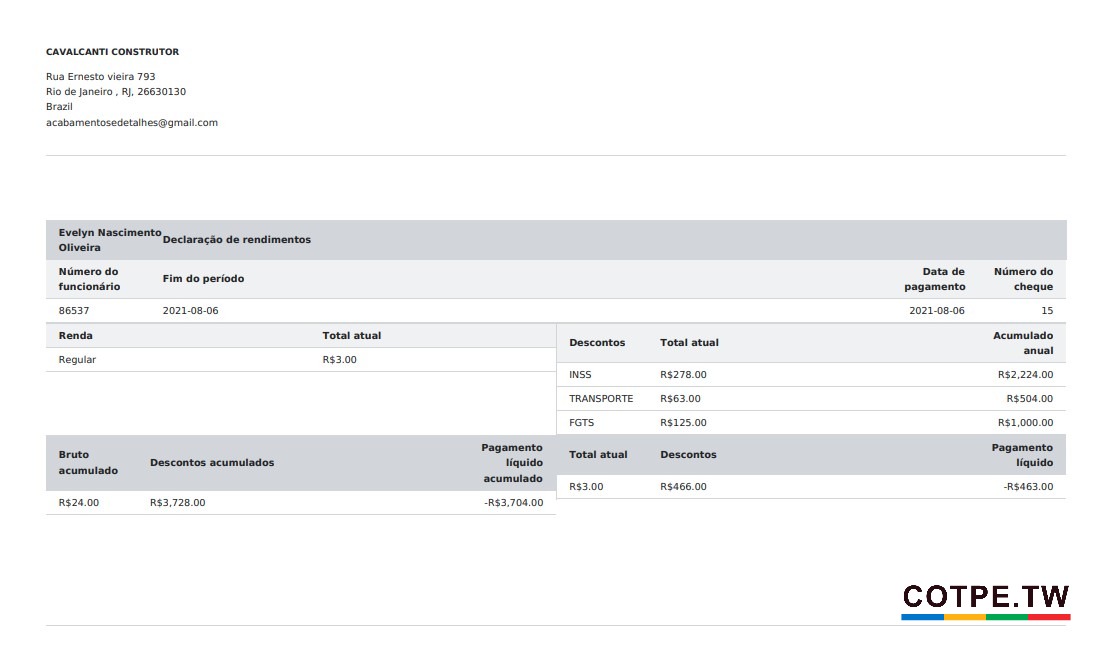 CAVALCANTI CONSTRUTOR
Rua Ernesto vieira 793
Rio de Janeiro , RJ, 26630130
Brazil
acabamentosedetalhes@gmail.com
Evelyn Nascimento Oliveira Declaração de rendimentos
Número do funcionário Fim do período Data de pagamento Número do cheque
86537 2021-08-06 2021-08-06 15
Renda Total atual
Regular R$3.00
Descontos Total atual Acumulado anual
INSS R$278.00 R$2,224.00
TRANSPORTE R$63.00 R$504.00
FGTS R$125.00 R$1,000.00
Bruto acumulado Descontos acumulados Pagamento líquido acumulado
R$24.00 R$3,728.00 -R$3,704.00
Total atual Descontos Pagamento líquido
R$3.00 R$466.00 -R$463.00
COTPE.TW